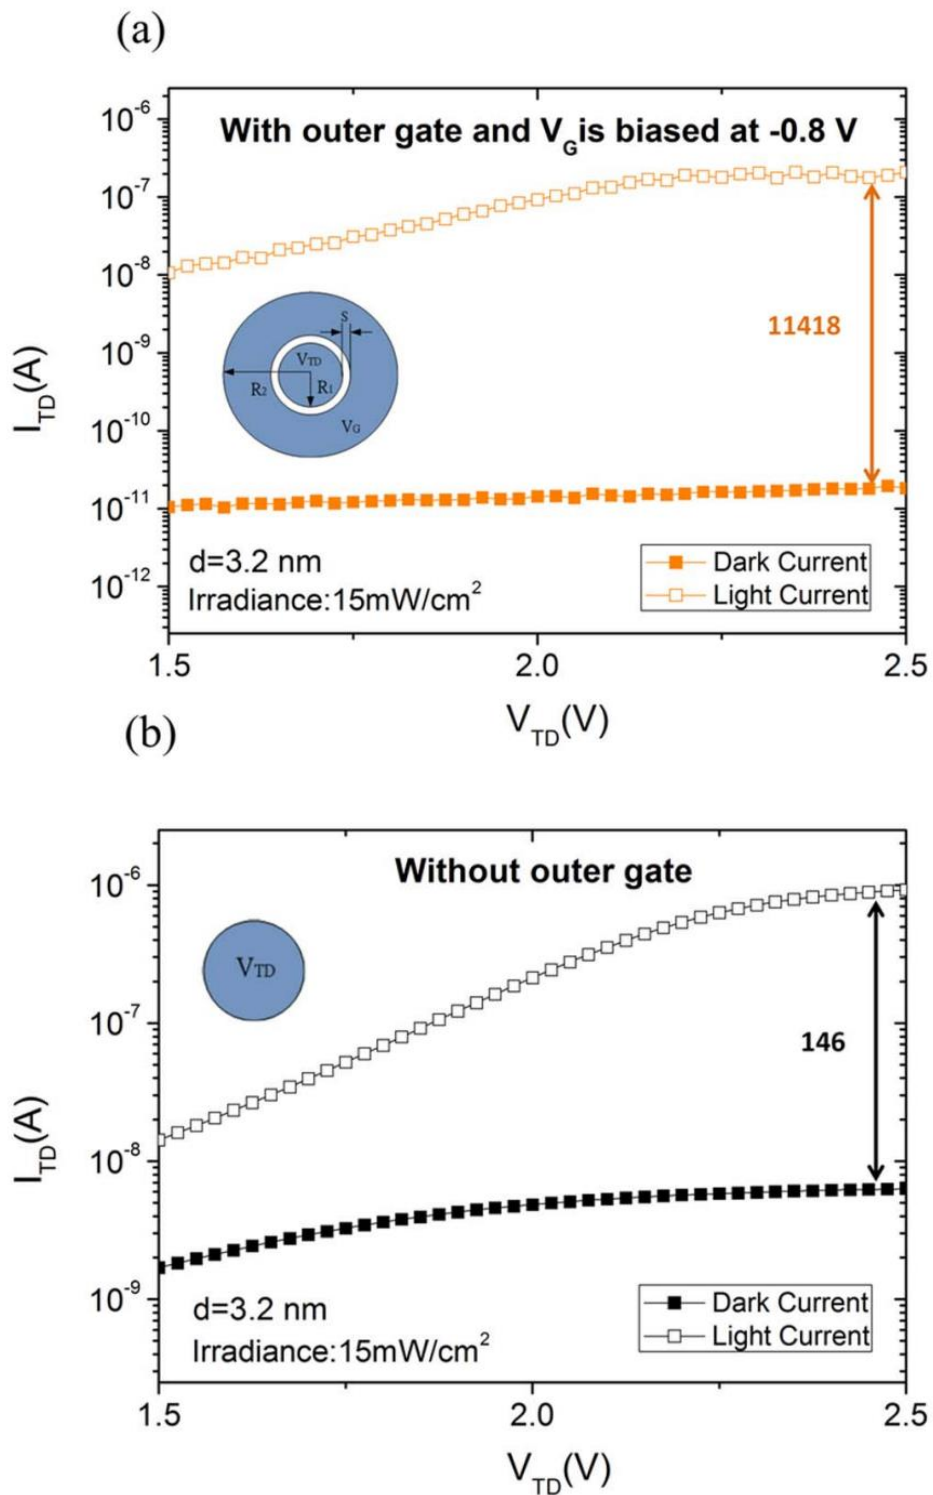 (a)
With outer gate and V_G is biased at -0.8 V
10^-6
10^-7
10^-8
10^-9
10^-10
10^-11
10^-12
I_TD(A)
S
V_TD
R_2
R_1
V_G
11418
d=3.2 nm
Irradiance:15mW/cm^2
Dark Current
Light Current
1.5
2.0
2.5
V_TD(V)
(b)
Without outer gate
10^-6
10^-7
10^-8
10^-9
I_TD(A)
V_TD
146
d=3.2 nm
Irradiance:15mW/cm^2
Dark Current
Light Current
1.5
2.0
2.5
V_TD(V)